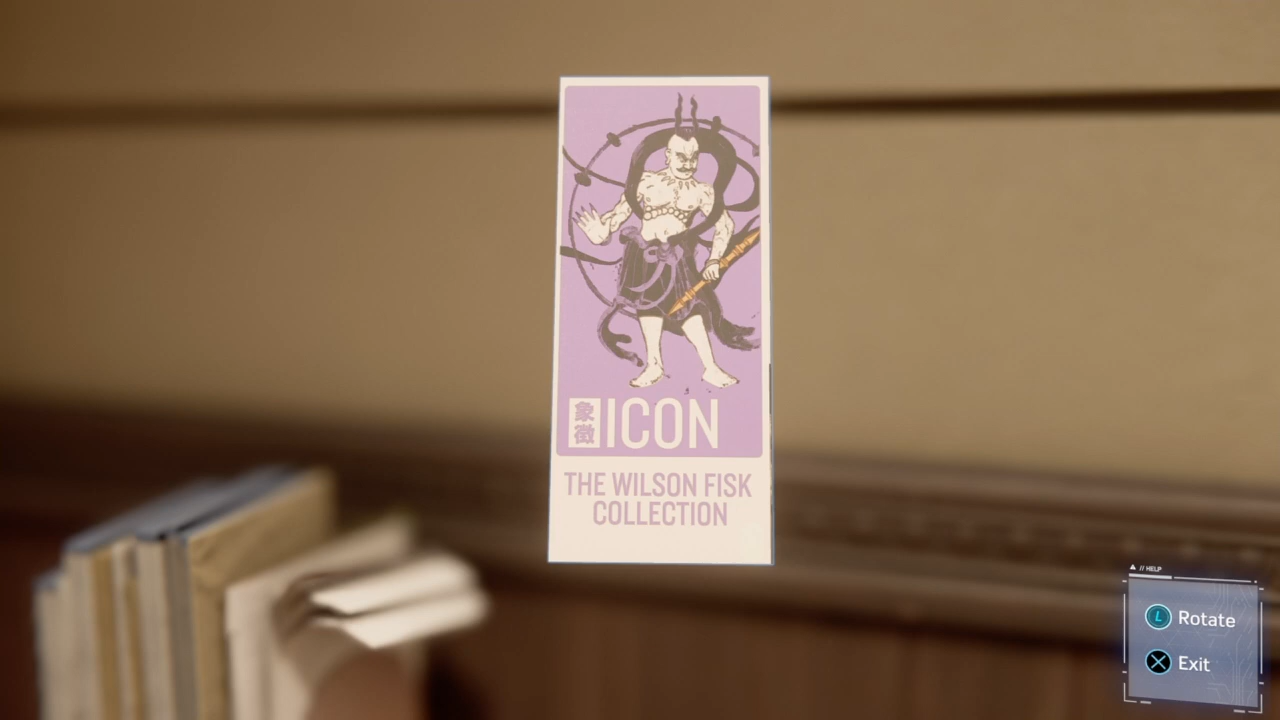 象徵
ICON
THE WILSON FISK
COLLECTION
// HELP
L Rotate
Exit